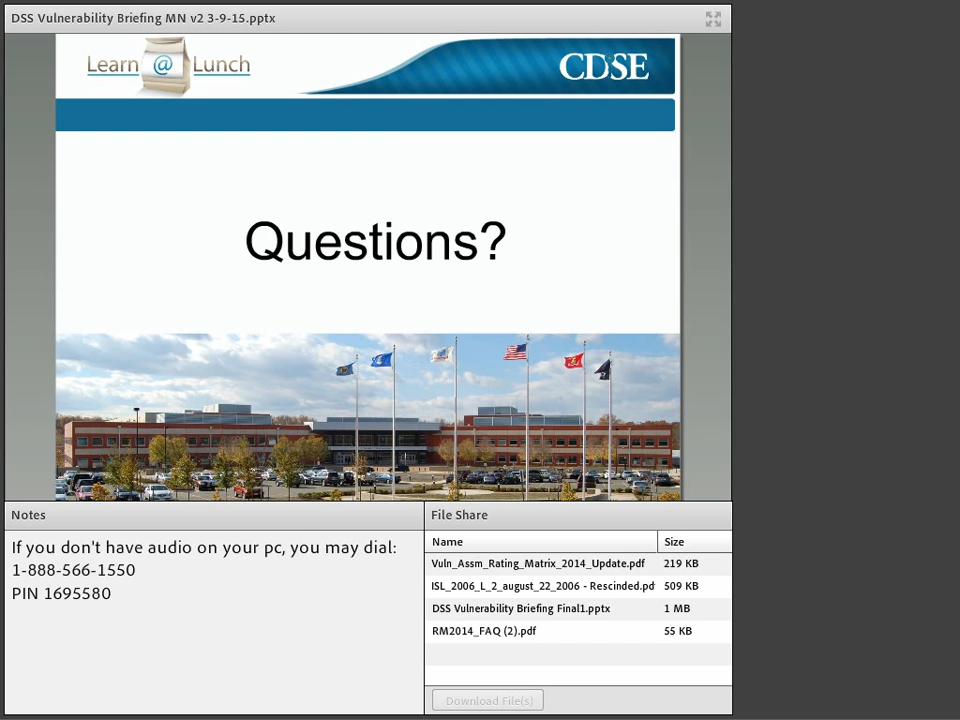 DSS Vulnerability Briefing MN v2 3-9-15.pptx
Learn @ Lunch
CDSE
Questions?
Notes
If you don't have audio on your pc, you may dial:
1-888-566-1550
PIN 1695580
File Share
Name Size
Vuln_Assm_Rating_Matrix_2014_Update.pdf 219 KB
ISL_2006_L_2_august_22_2006 - Rescinded.pd 509 KB
DSS Vulnerability Briefing Final1.pptx 1 MB
RM2014_FAQ (2).pdf 55 KB
Download File(s)